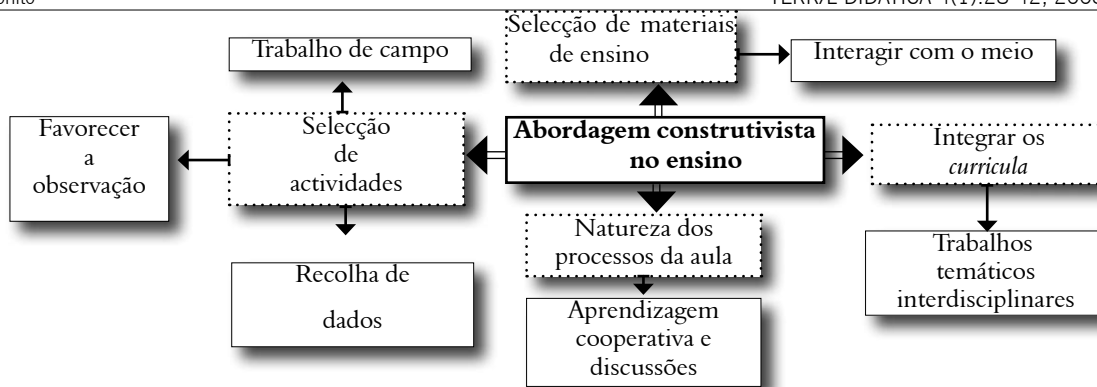 Trabalho de campo
Selecção de materiais
de ensino
Interagir com o meio
Favorecer
a
observação
Selecção
de
actividades
Abordagem construtivista
no ensino
Integrar os
curricula
Natureza dos
processos da aula
Trabalhos
temáticos
interdisciplinares
Recolha de
dados
Aprendizagem
cooperativa e
discussões